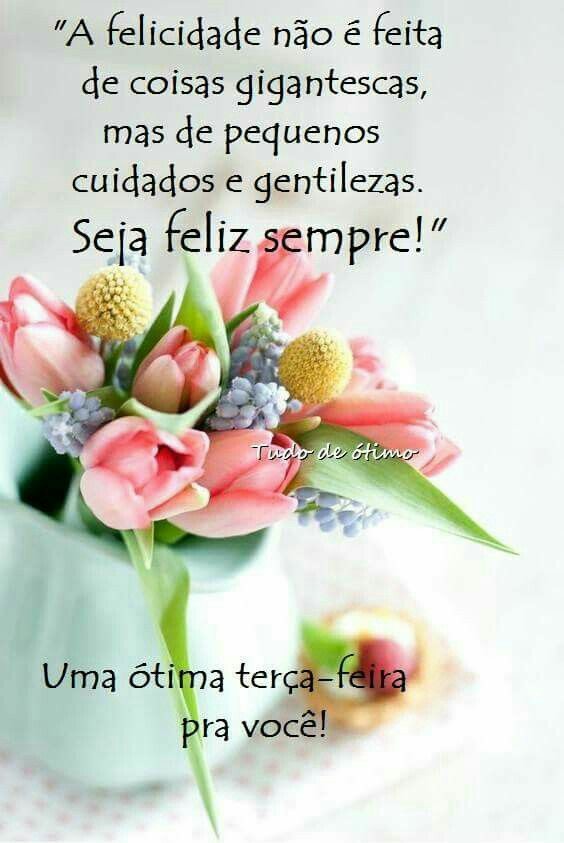 "A felicidade não é feita
de coisas gigantescas,
mas de pequenos
cuidados e gentilezas.
Seja feliz sempre!"
Tudo de ótimo
Uma ótima terça-feira
pra você!